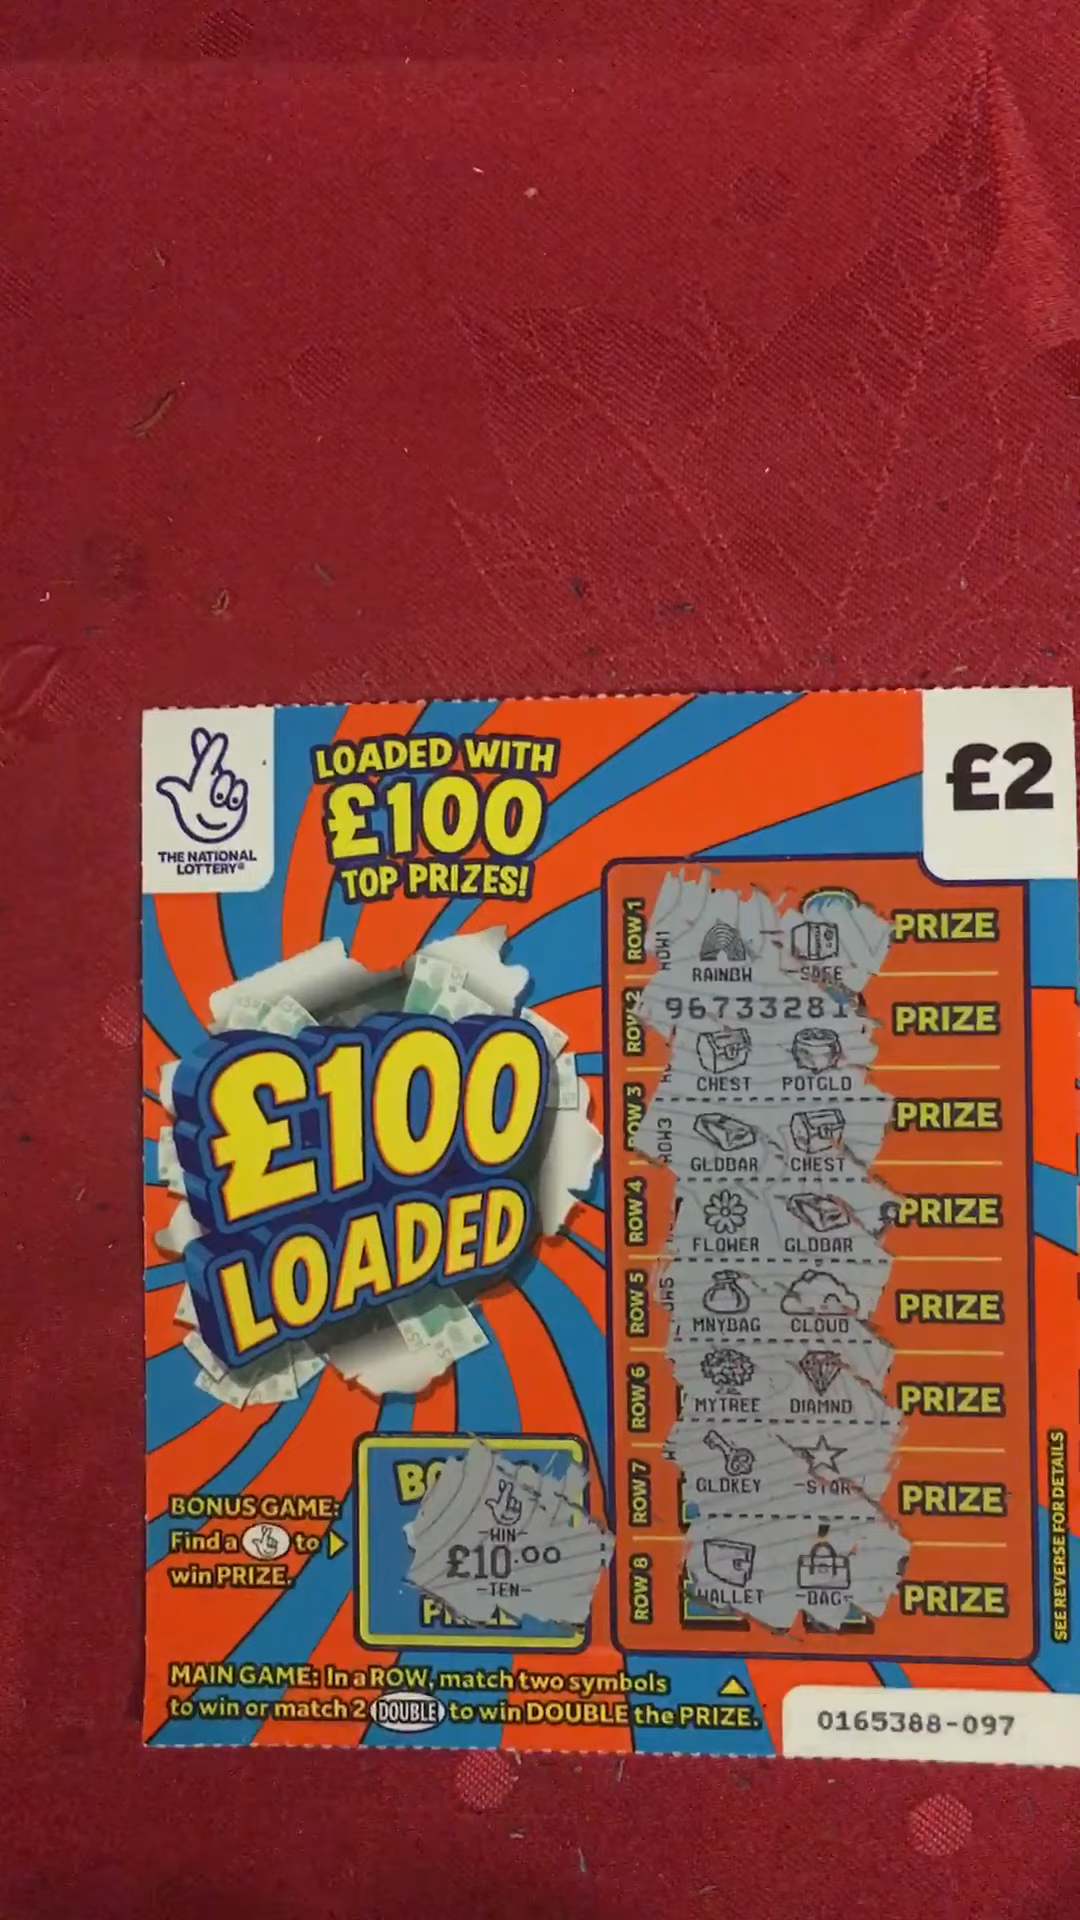 THE NATIONAL
LOTTERY®
LOADED WITH
£100
TOP PRIZES!
£2
£100
LOADED
ROW 1
ROW1
RAINBW SAFE
PRIZE
ROW 2
96733281
CHEST POTGLD
PRIZE
ROW 3
ROW3
GLDBAR CHEST
PRIZE
ROW 4
FLOWER GLDBAR
PRIZE
ROW 5
MNYBAG CLOUD
PRIZE
ROW 6
MYTREE DIAMND
PRIZE
ROW 7
GLDKEY STAR
PRIZE
ROW 8
WALLET BAG
PRIZE
BONUS GAME:
Find a to
win PRIZE.
WIN
£10.00
TEN
MAIN GAME: In a ROW, match two symbols
to win or match 2 DOUBLE to win DOUBLE the PRIZE.
SEE REVERSE FOR DETAILS
0165388-097